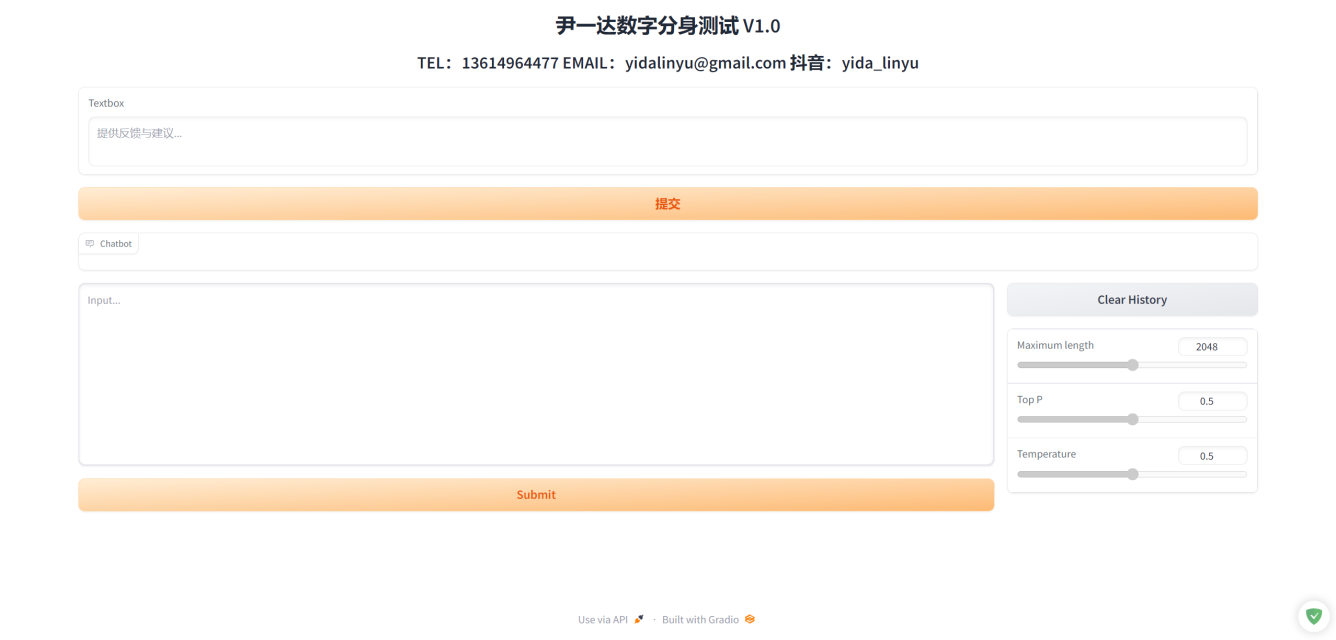 尹一达数字分身测试 V1.0
TEL：13614964477 EMAIL：yidalinyu@gmail.com 抖音：yida_linyu
Textbox
提供反馈与建议...
提交
Chatbot
Input...
Clear History
Maximum length
2048
Top P
0.5
Temperature
0.5
Submit
Use via API · Built with Gradio